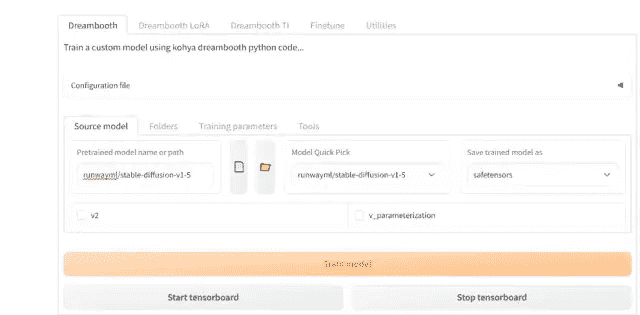 Dreambooth Dreambooth LoRA Dreambooth TI Finetune Utilities
Train a custom model using kohya dreambooth python code...
Configuration file
Source model Folders Training parameters Tools
Pretrained model name or path Model Quick Pick Save trained model as
runwayml/stable-diffusion-v1-5 runwayml/stable-diffusion-v1-5 safetensors
v2 v_parameterization
Train model
Start tensorboard Stop tensorboard